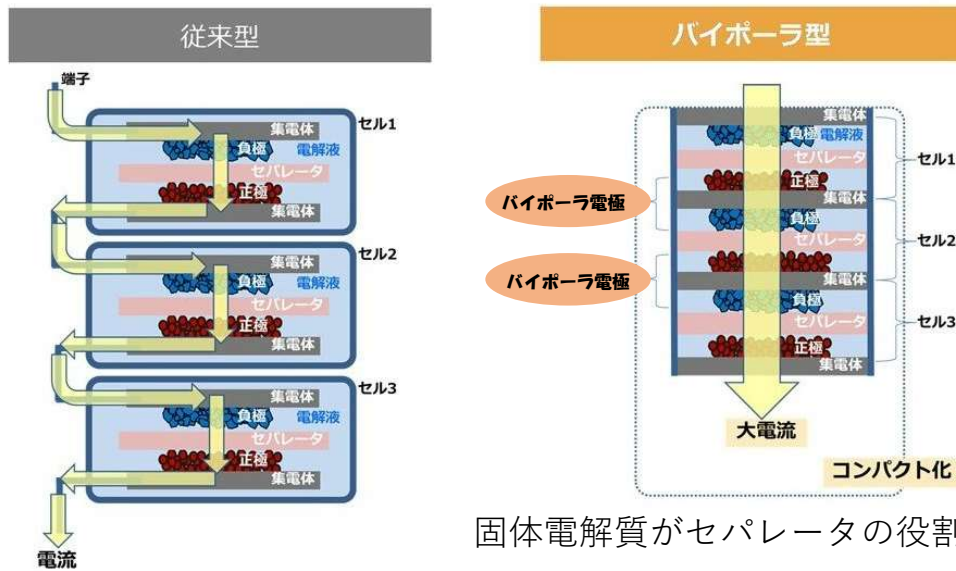 従来型
端子
セル1
集電体
負極
電解液
セパレータ
正極
集電体
セル2
集電体
負極
電解液
セパレータ
正極
集電体
セル3
集電体
負極
電解液
セパレータ
正極
集電体
電流
バイポーラ型
集電体
負極 電解液
セパレータ
正極
セル1
バイポーラ電極
集電体
負極
セパレータ
セル2
バイポーラ電極
集電体
負極
セパレータ
セル3
正極
集電体
大電流
コンパクト化
固体電解質がセパレータの役割